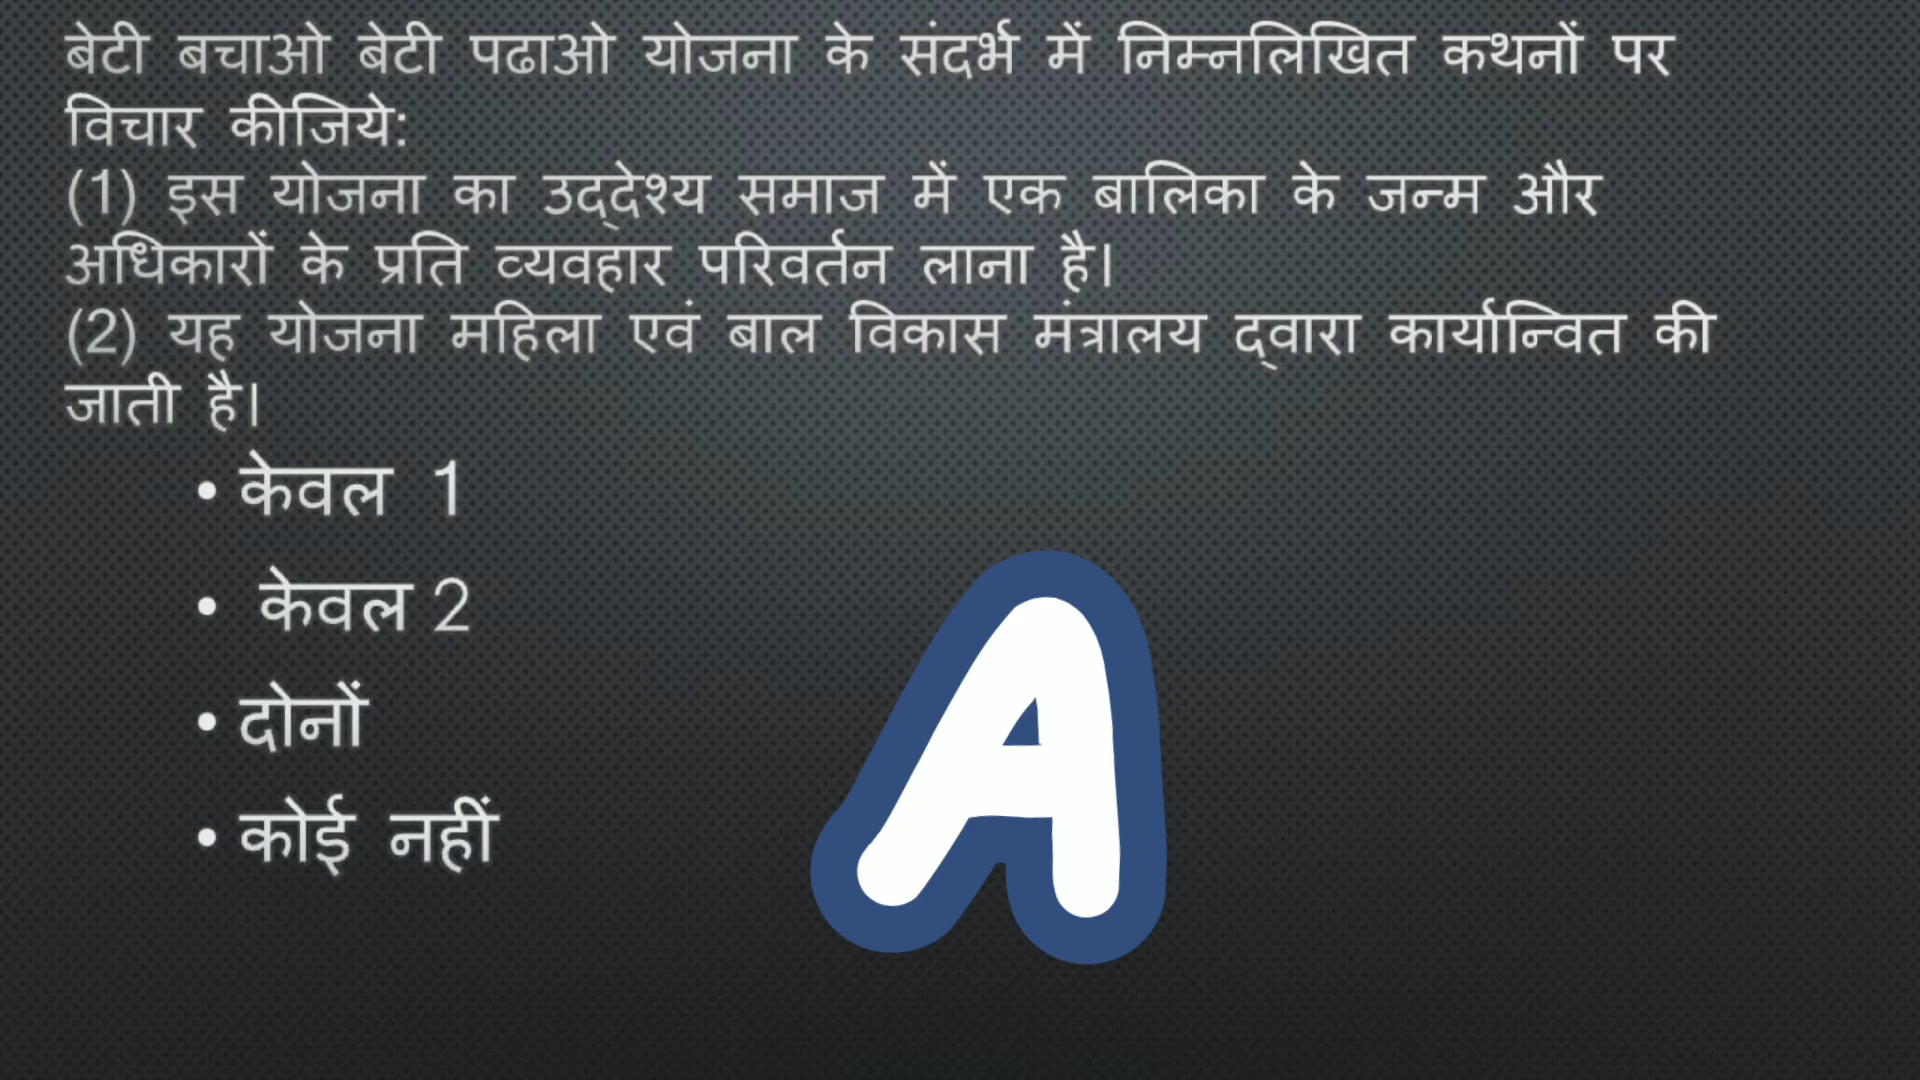 बेटी बचाओ बेटी पढाओ योजना के संदर्भ में निम्नलिखित कथनों पर
विचार कीजिये:
(1) इस योजना का उद्देश्य समाज में एक बालिका के जन्म और
अधिकारों के प्रति व्यवहार परिवर्तन लाना है।
(2) यह योजना महिला एवं बाल विकास मंत्रालय द्वारा कार्यान्वित की
जाती है।
• केवल 1
• केवल 2
• दोनों
• कोई नहीं
A